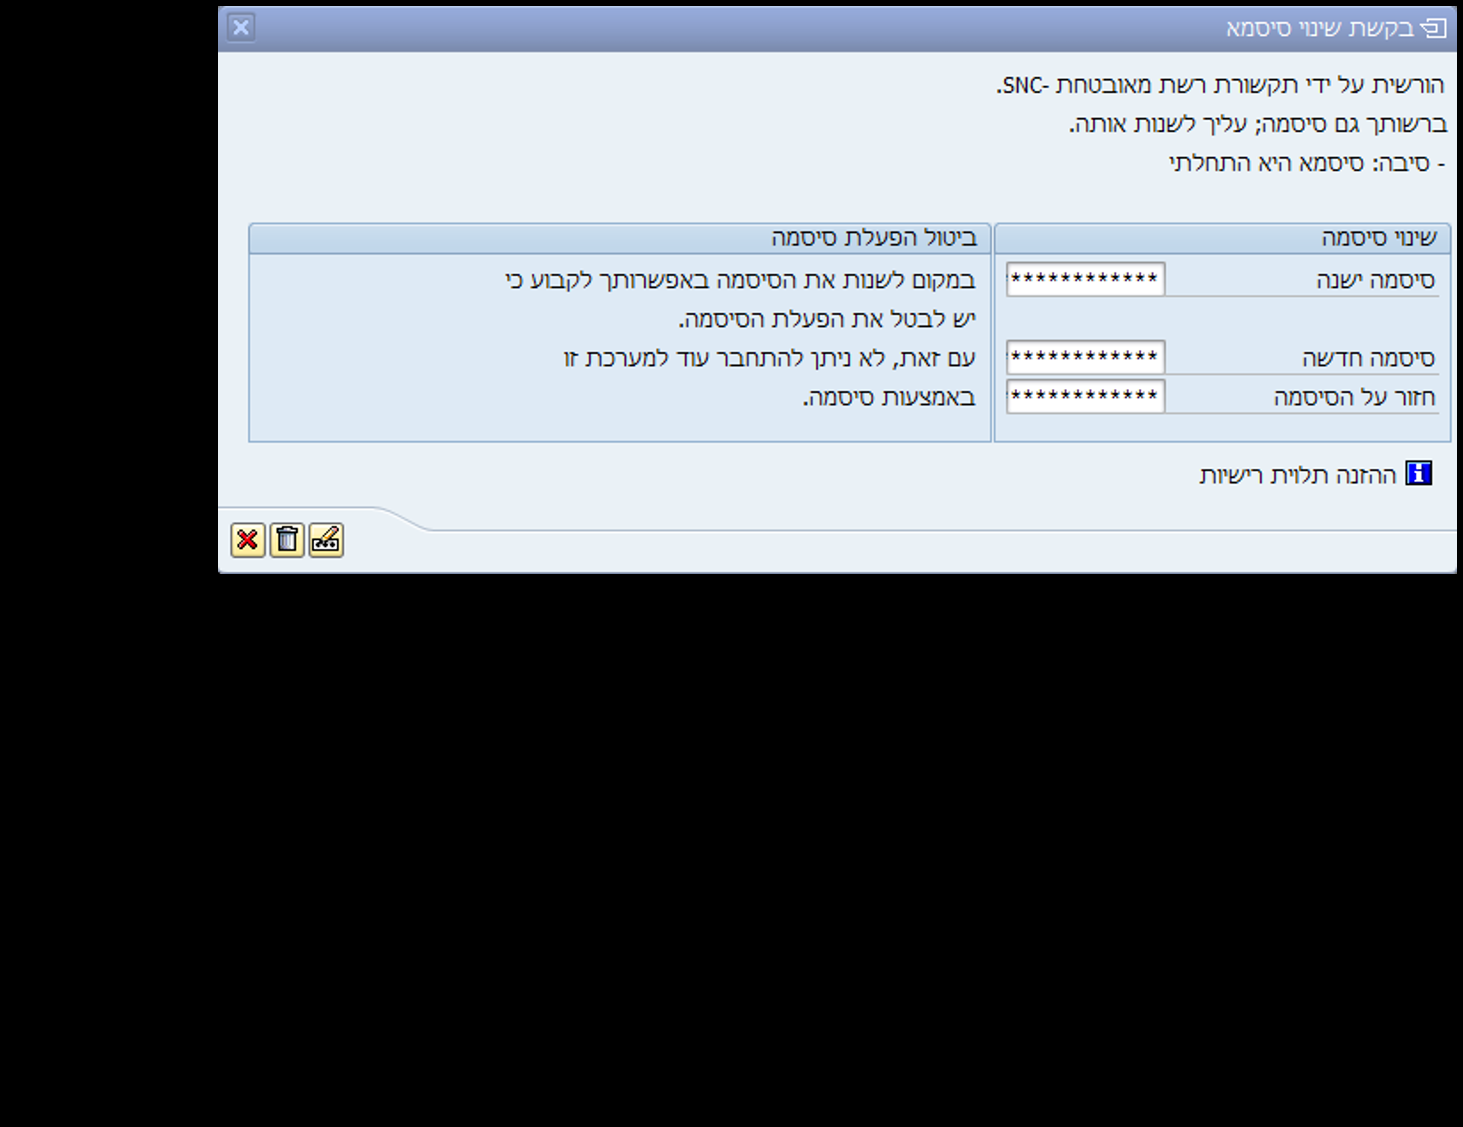 בקשת שינוי סיסמא
הורשית על ידי תקשורת רשת מאובטחת -SNC.
ברשותך גם סיסמה; עליך לשנות אותה.
- סיבה: סיסמא היא התחלתי
שינוי סיסמה
סיסמה ישנה ************
סיסמה חדשה ************
חזור על הסיסמה ************
ביטול הפעלת סיסמה
במקום לשנות את הסיסמה באפשרותך לקבוע כי
יש לבטל את הפעלת הסיסמה.
עם זאת, לא ניתן להתחבר עוד למערכת זו
באמצעות סיסמה.
ההזנה תלוית רישיות